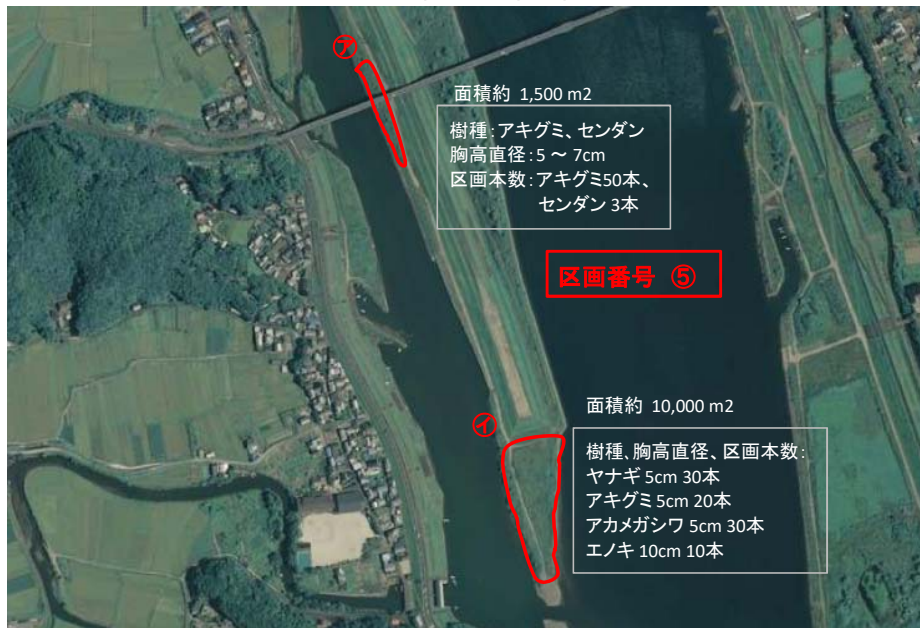 ㋐
面積約 1,500 m2
樹種:アキグミ、センダン
胸高直径:5 ～ 7cm
区画本数:アキグミ50本、
センダン 3本
区画番号 ⑤
㋑
面積約 10,000 m2
樹種、胸高直径、区画本数:
ヤナギ 5cm 30本
アキグミ 5cm 20本
アカメガシワ 5cm 30本
エノキ 10cm 10本